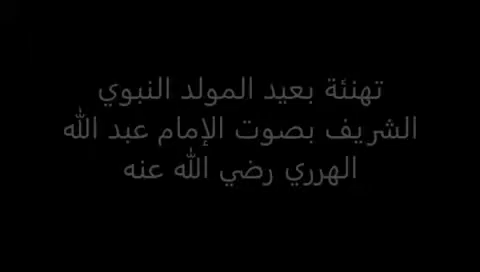 تهنئة بعيد المولد النبوي
الشريف بصوت الإمام عبد الله
الهرري رضي الله عنه